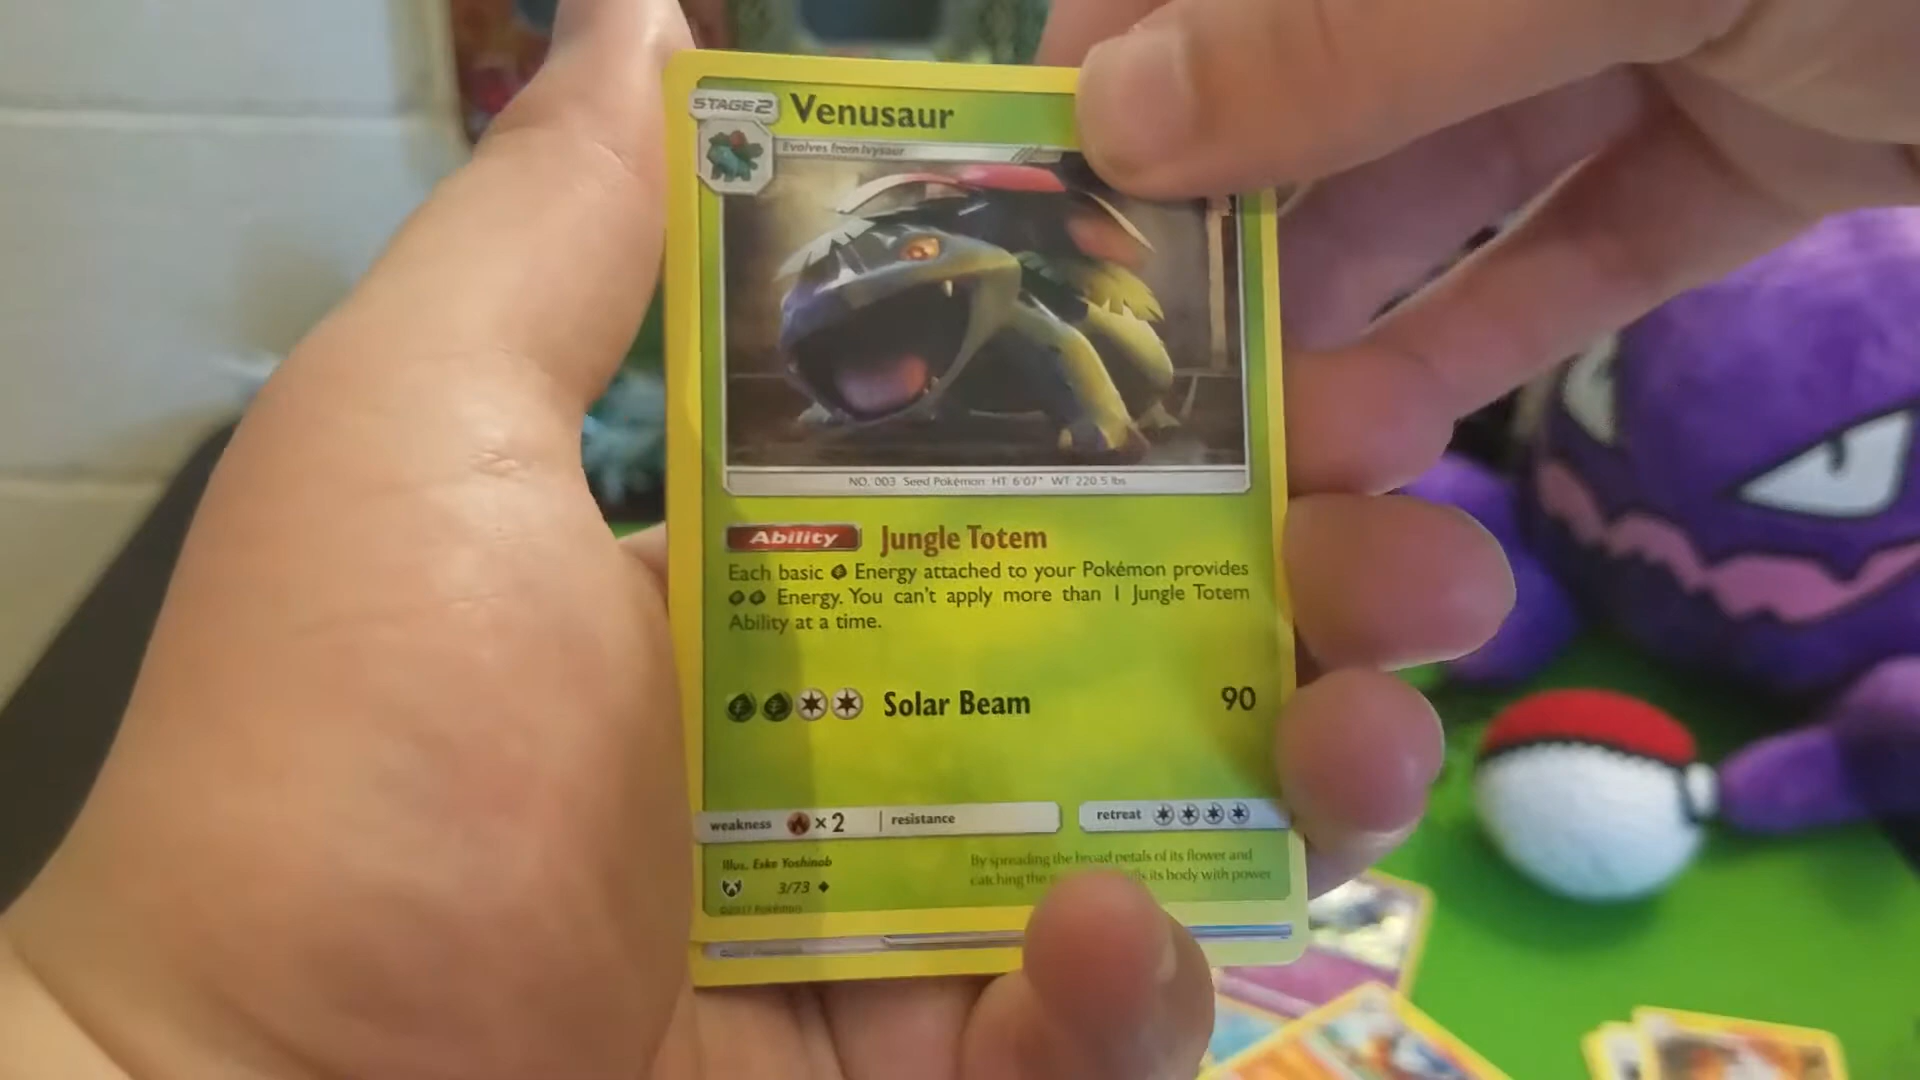 STAGE2 Venusaur
Evolves from Ivysaur
NO. 003 Seed Pokémon HT 6'07" WT 220.5 lbs
Ability Jungle Totem
Each basic Energy attached to your Pokémon provides
Energy. You can't apply more than 1 Jungle Totem
Ability at a time.
Solar Beam 90
weakness ×2 resistance retreat
Illus. Eske Yoshinob
By spreading the broad petals of its flower and
catching the its body with power
3/73
©2017 Pokémon